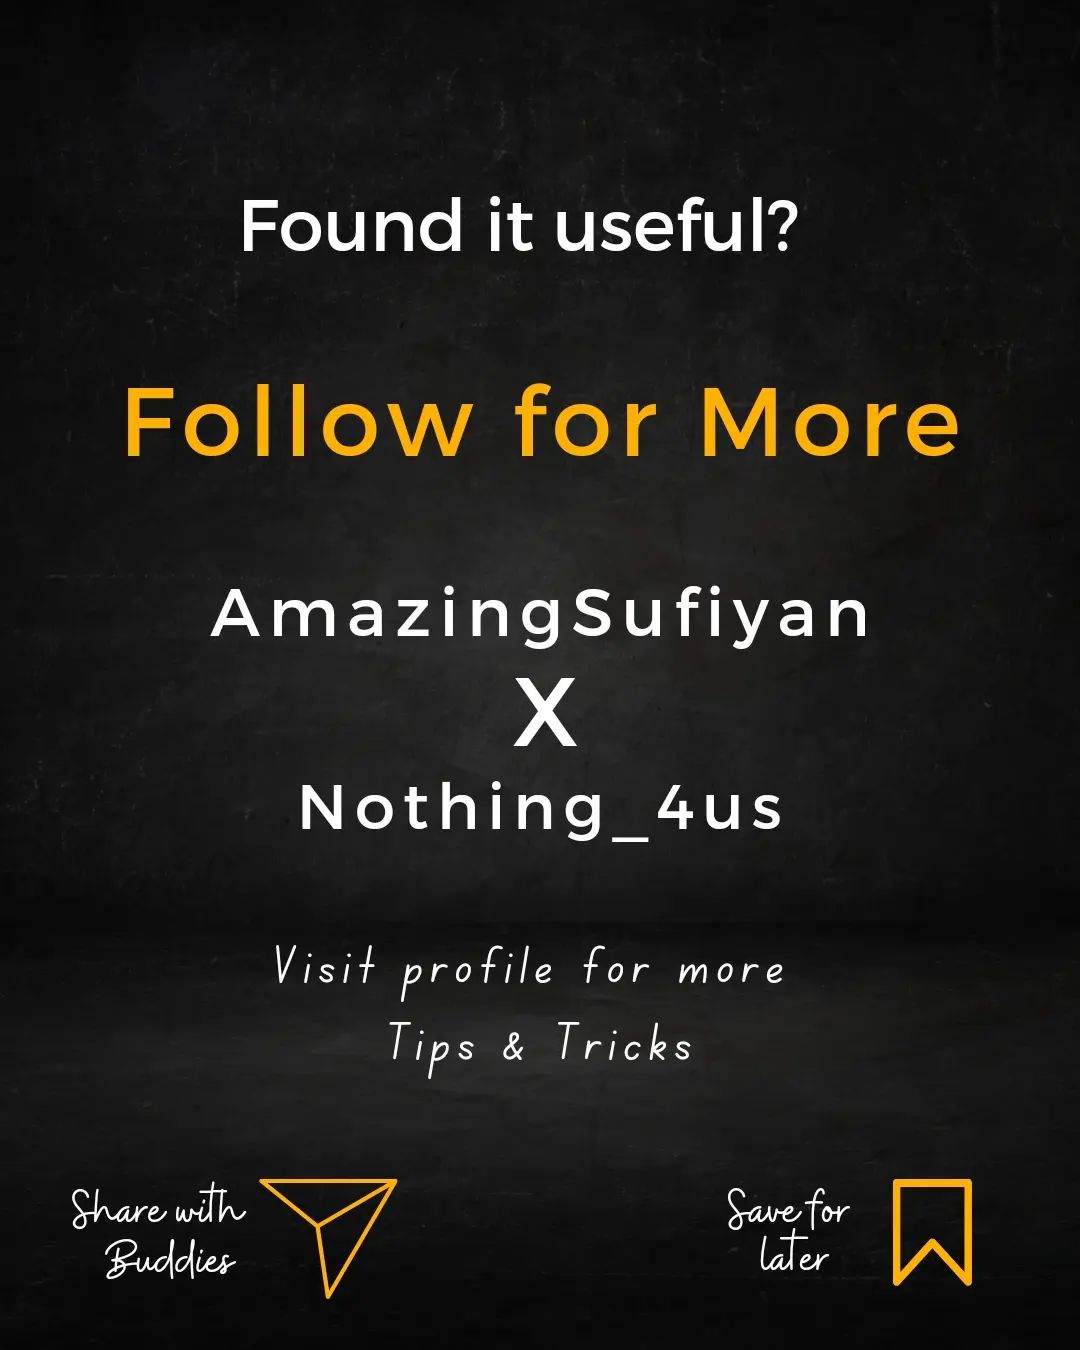 Found it useful?
Follow for More
AmazingSufiyan
X
Nothing_4us
Visit profile for more
Tips & Tricks
Share with
Buddies
Save for
later